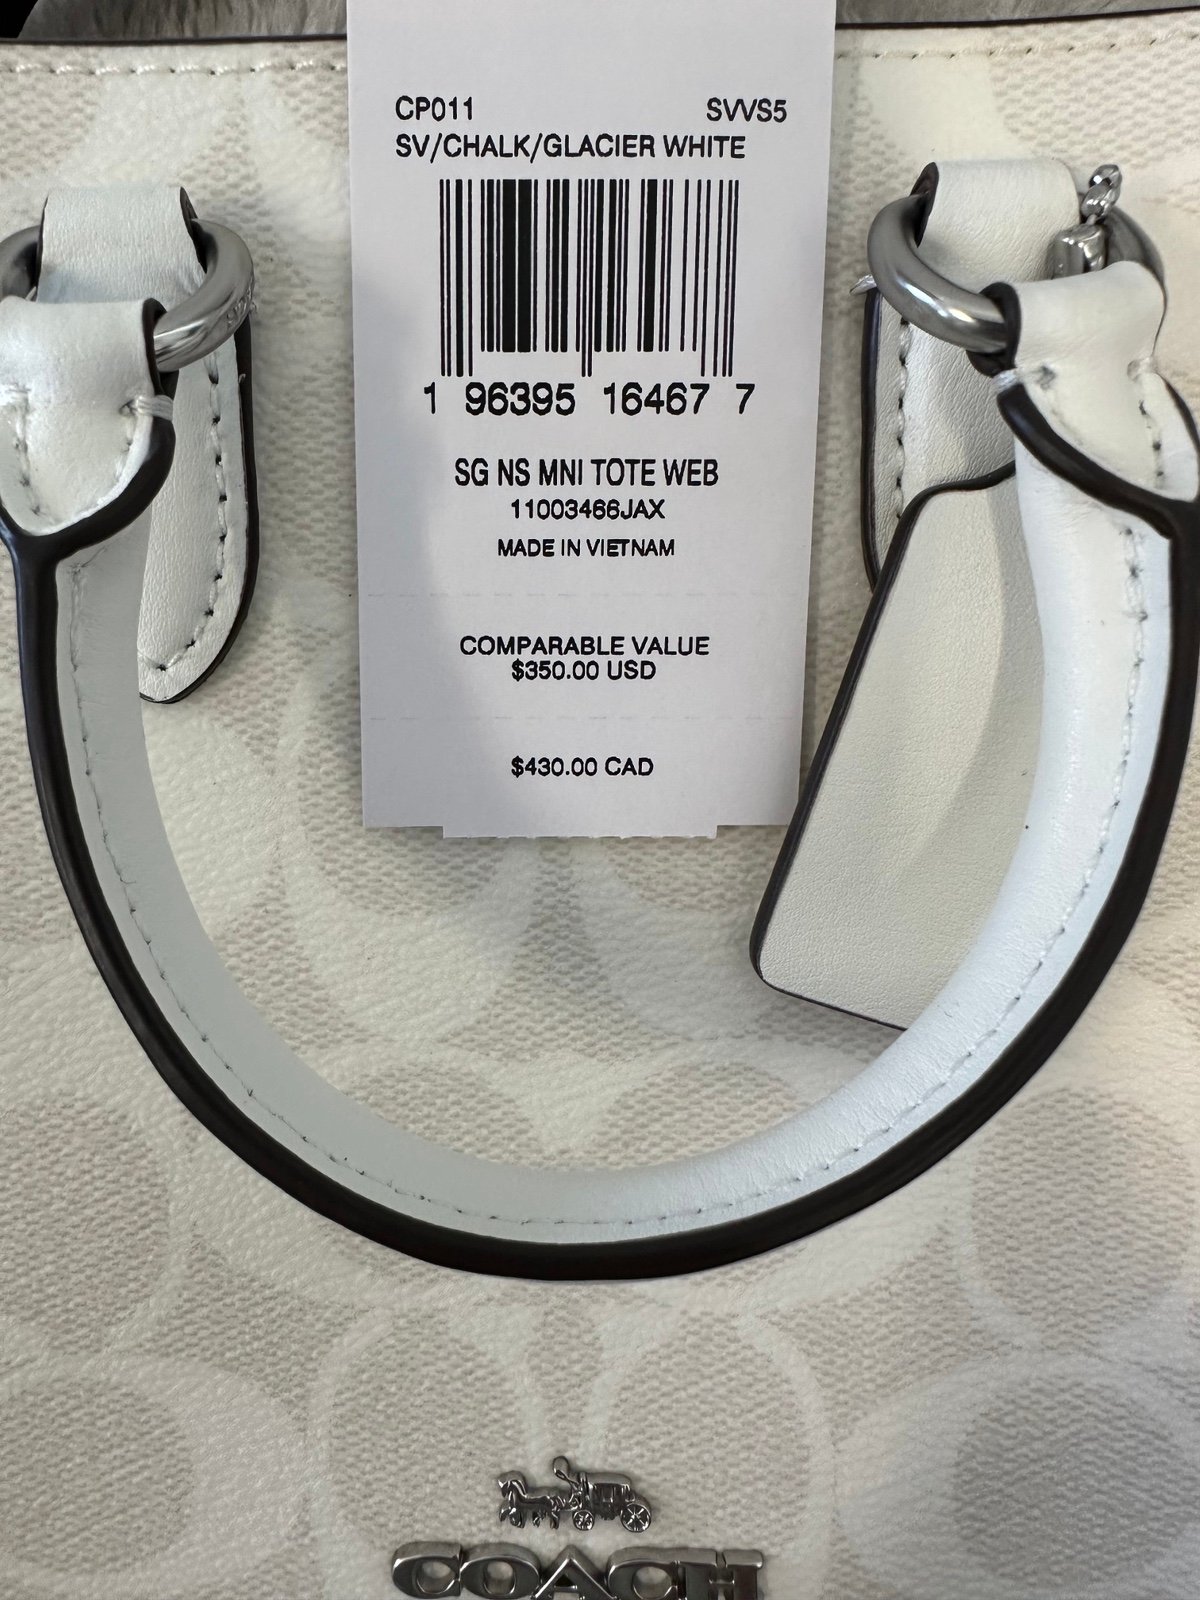 CP011 SVVS5
SV/CHALK/GLACIER WHITE
1 96395 16467 7
SG NS MNI TOTE WEB
11003466JAX
MADE IN VIETNAM
COMPARABLE VALUE
$350.00 USD
$430.00 CAD
COACH